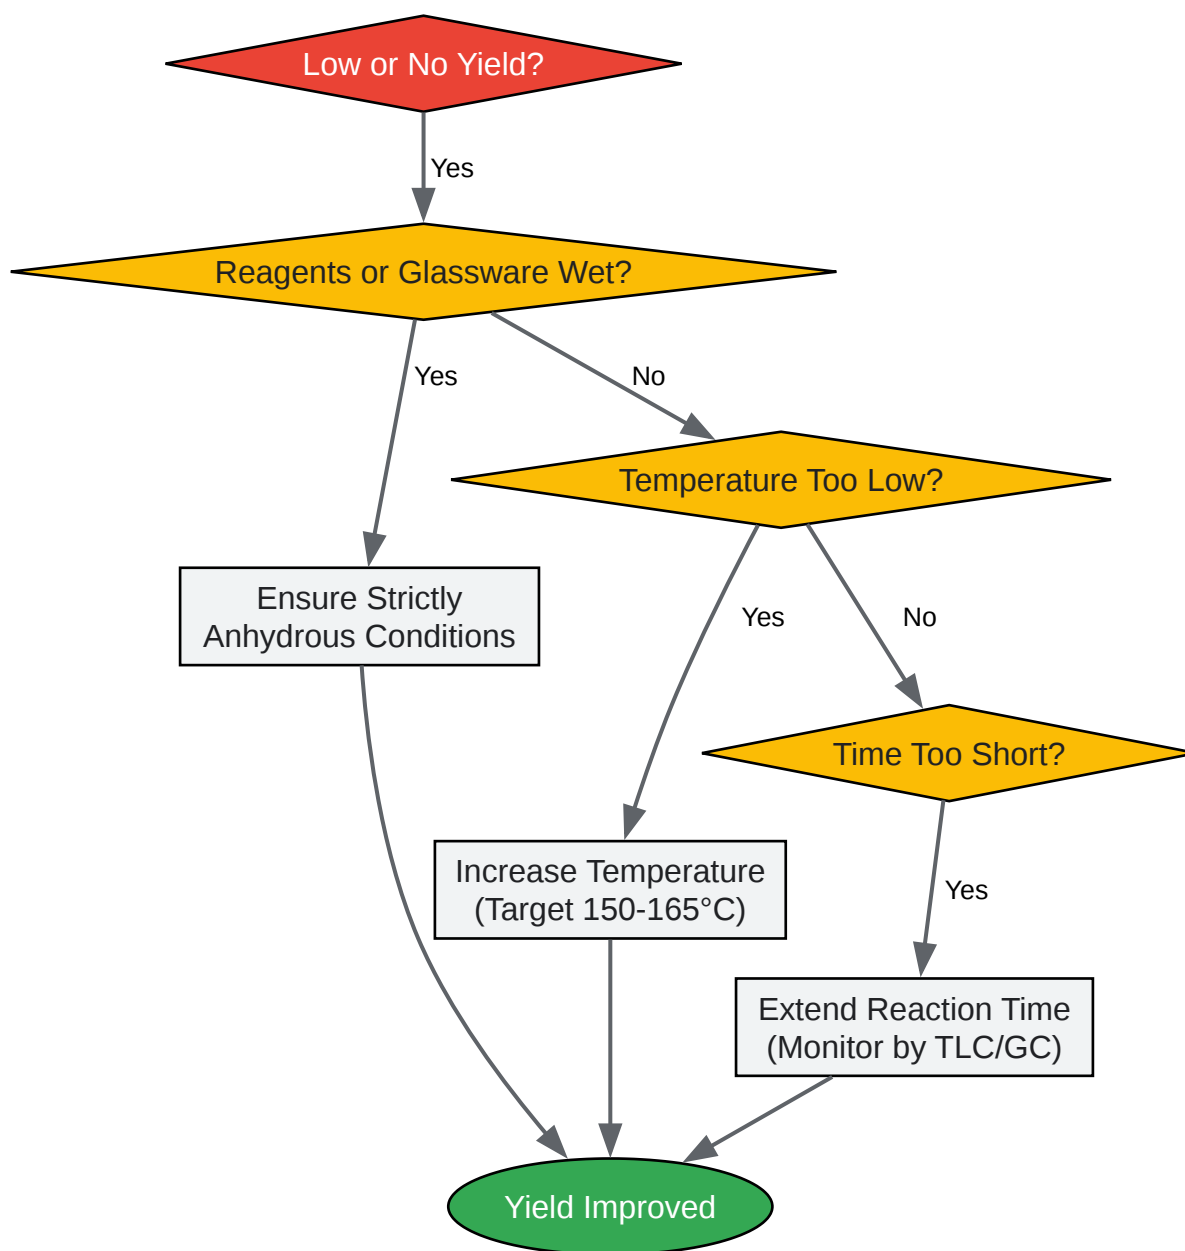 Low or No Yield?
Yes
Reagents or Glassware Wet?
Yes
No
Temperature Too Low?
Ensure Strictly
Anhydrous Conditions
Yes
No
Time Too Short?
Increase Temperature
(Target 150-165°C)
Yes
Extend Reaction Time
(Monitor by TLC/GC)
Yield Improved